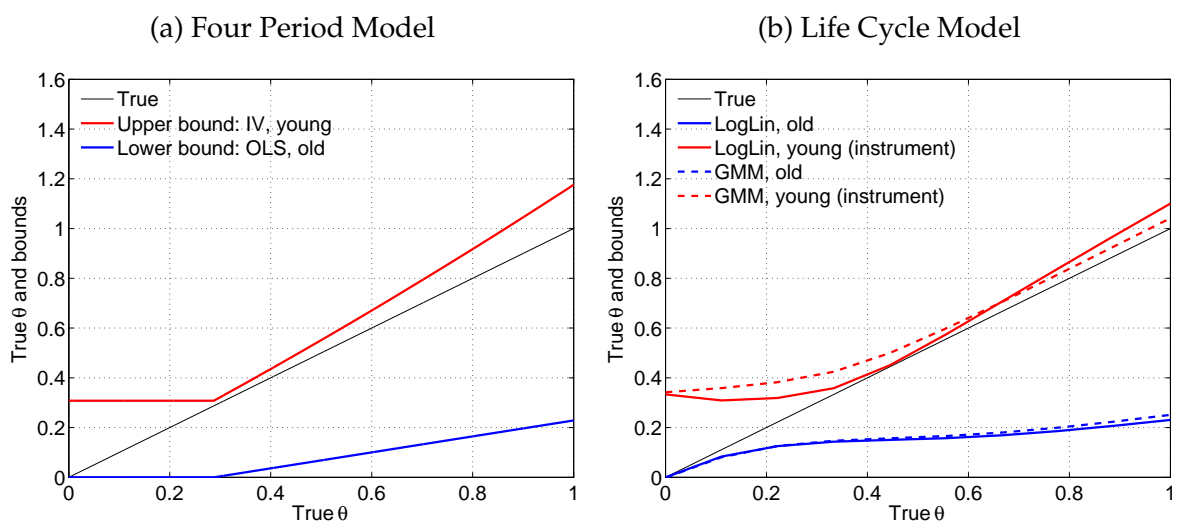 (a) Four Period Model
1.6
1.4
1.2
1
0.8
0.6
0.4
0.2
0
True θ and bounds
True
Upper bound: IV, young
Lower bound: OLS, old
0 0.2 0.4 0.6 0.8 1
True θ
(b) Life Cycle Model
1.6
1.4
1.2
1
0.8
0.6
0.4
0.2
0
True θ and bounds
True
LogLin, old
LogLin, young (instrument)
GMM, old
GMM, young (instrument)
0 0.2 0.4 0.6 0.8 1
True θ